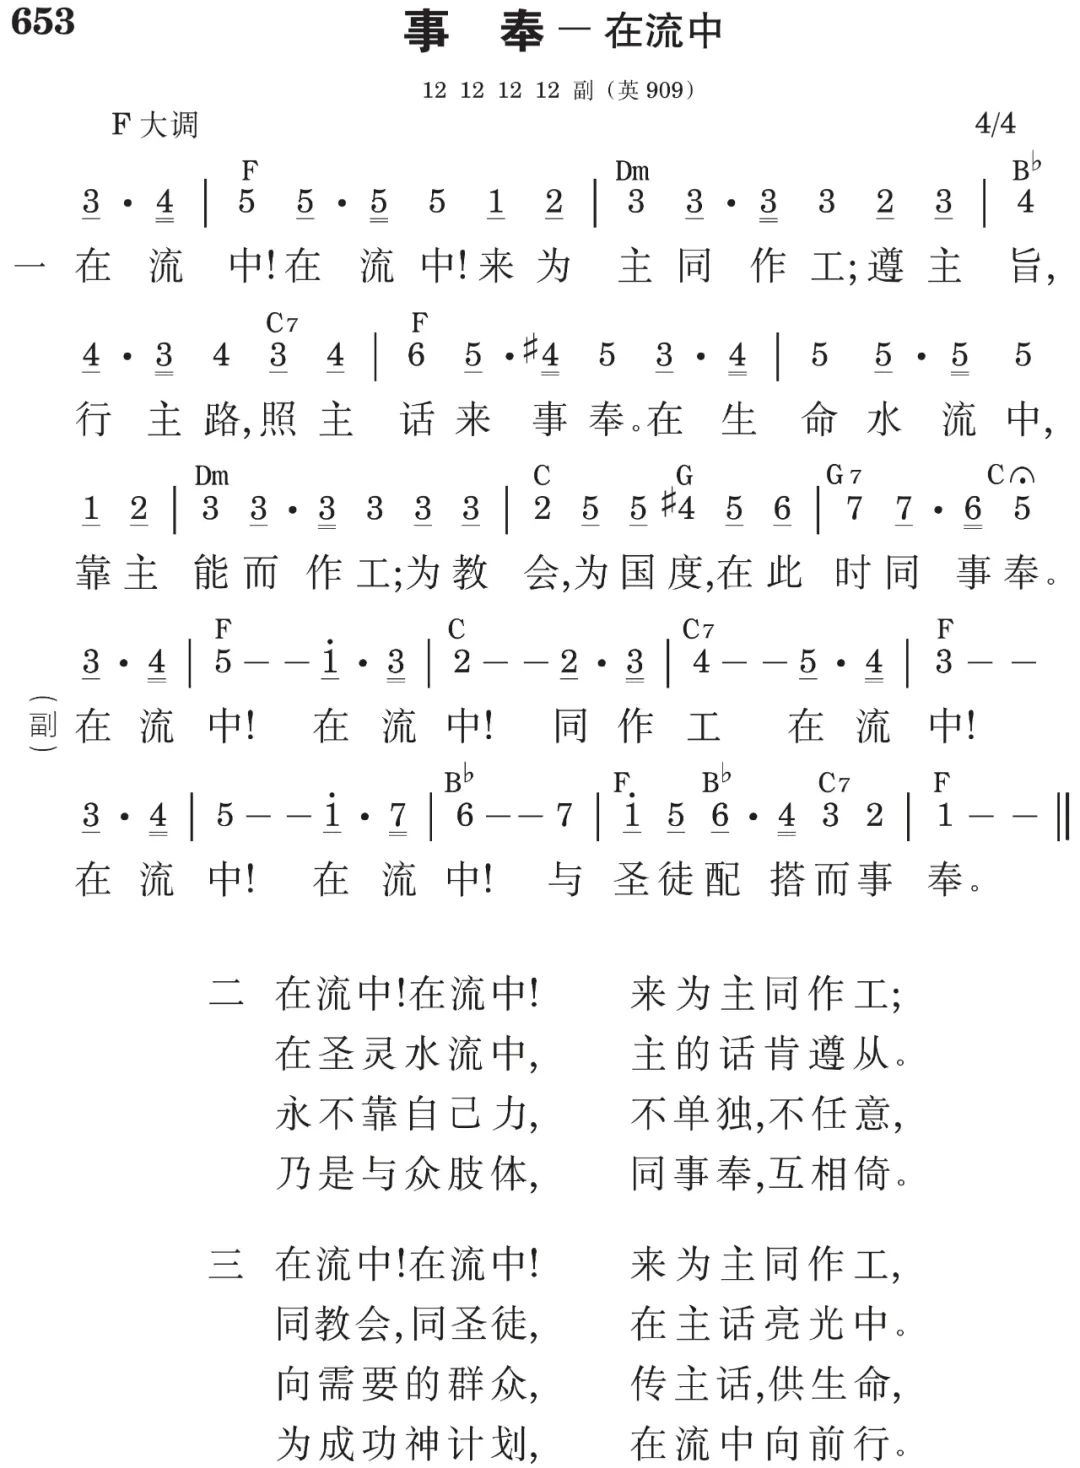 653
事 奉 — 在流中
12 12 12 12 副（英 909）
F 大调 4/4
F Dm B♭
3 · 4 | 5 5 · 5 5 1 2 | 3 3 · 3 3 2 3 | 4
一 在 流 中! 在 流 中! 来 为 主 同 作 工; 遵 主 旨,
C7 F
4 · 3 4 3 4 | 6 5 · ♯4 5 3 · 4 | 5 5 · 5 5
行 主 路, 照 主 话 来 事 奉。在 生 命 水 流 中,
Dm C G G7 C
1 2 | 3 3 · 3 3 3 3 | 2 5 5 ♯4 5 6 | 7 7 · 6 5
靠 主 能 而 作 工; 为 教 会, 为 国 度, 在 此 时 同 事 奉。
F C C7 F
3 · 4 | 5 — — 1 · 3 | 2 — — 2 · 3 | 4 — — 5 · 4 | 3 — —
(副) 在 流 中! 在 流 中! 同 作 工 在 流 中!
B♭ F B♭ C7 F
3 · 4 | 5 — — 1 · 7 | 6 — — 7 | 1 5 6 · 4 3 2 | 1 — — ‖
在 流 中! 在 流 中! 与 圣 徒 配 搭 而 事 奉。
二 在流中!在流中! 来为主同作工;
在圣灵水流中, 主的话肯遵从。
永不靠自己力, 不单独,不任意,
乃是与众肢体, 同事奉,互相倚。
三 在流中!在流中! 来为主同作工,
同教会,同圣徒, 在主话亮光中。
向需要的群众, 传主话,供生命,
为成功神计划, 在流中向前行。